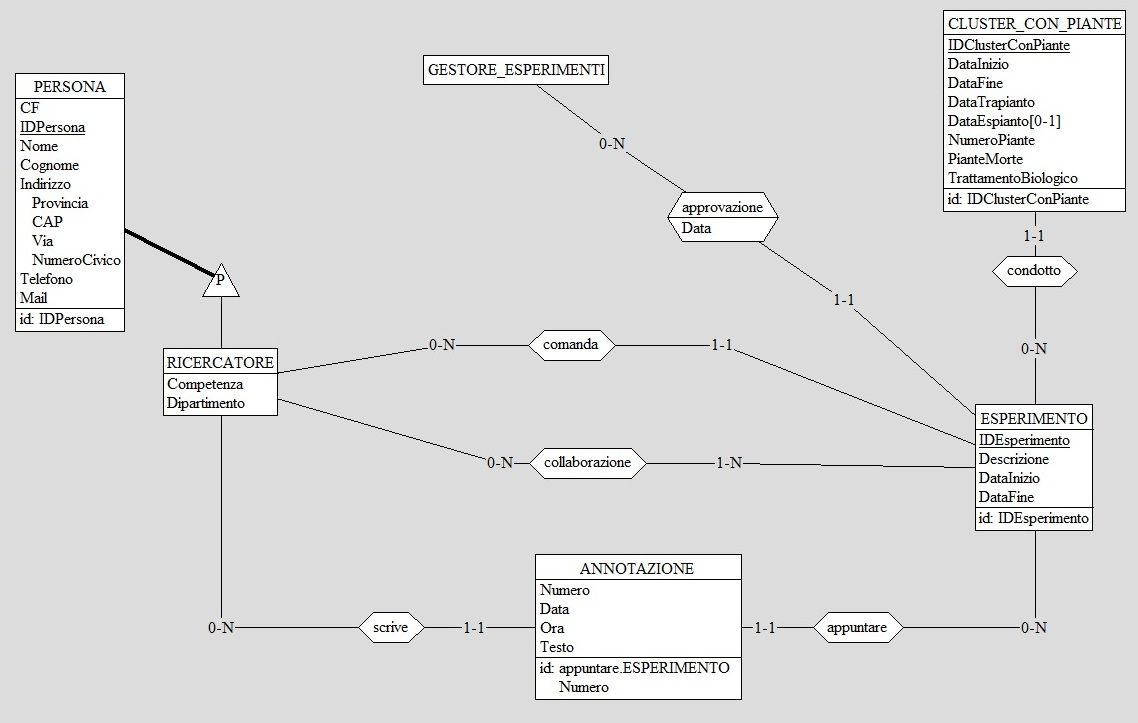 CLUSTER_CON_PIANTE
IDClusterConPiante
DataInizio
DataFine
DataTrapianto
DataEspianto[0-1]
NumeroPiante
PianteMorte
TrattamentoBiologico
id: IDClusterConPiante
GESTORE_ESPERIMENTI
PERSONA
CF
IDPersona
Nome
Cognome
Indirizzo
Provincia
CAP
Via
NumeroCivico
Telefono
Mail
id: IDPersona
0-N
approvazione
Data
1-1
1-1
condotto
0-N
P
RICERCATORE
Competenza
Dipartimento
0-N
comanda
1-1
0-N
collaborazione
1-N
ESPERIMENTO
IDEsperimento
Descrizione
DataInizio
DataFine
id: IDEsperimento
ANNOTAZIONE
Numero
Data
Ora
Testo
id: appuntare.ESPERIMENTO
Numero
0-N
scrive
1-1
1-1
appuntare
0-N